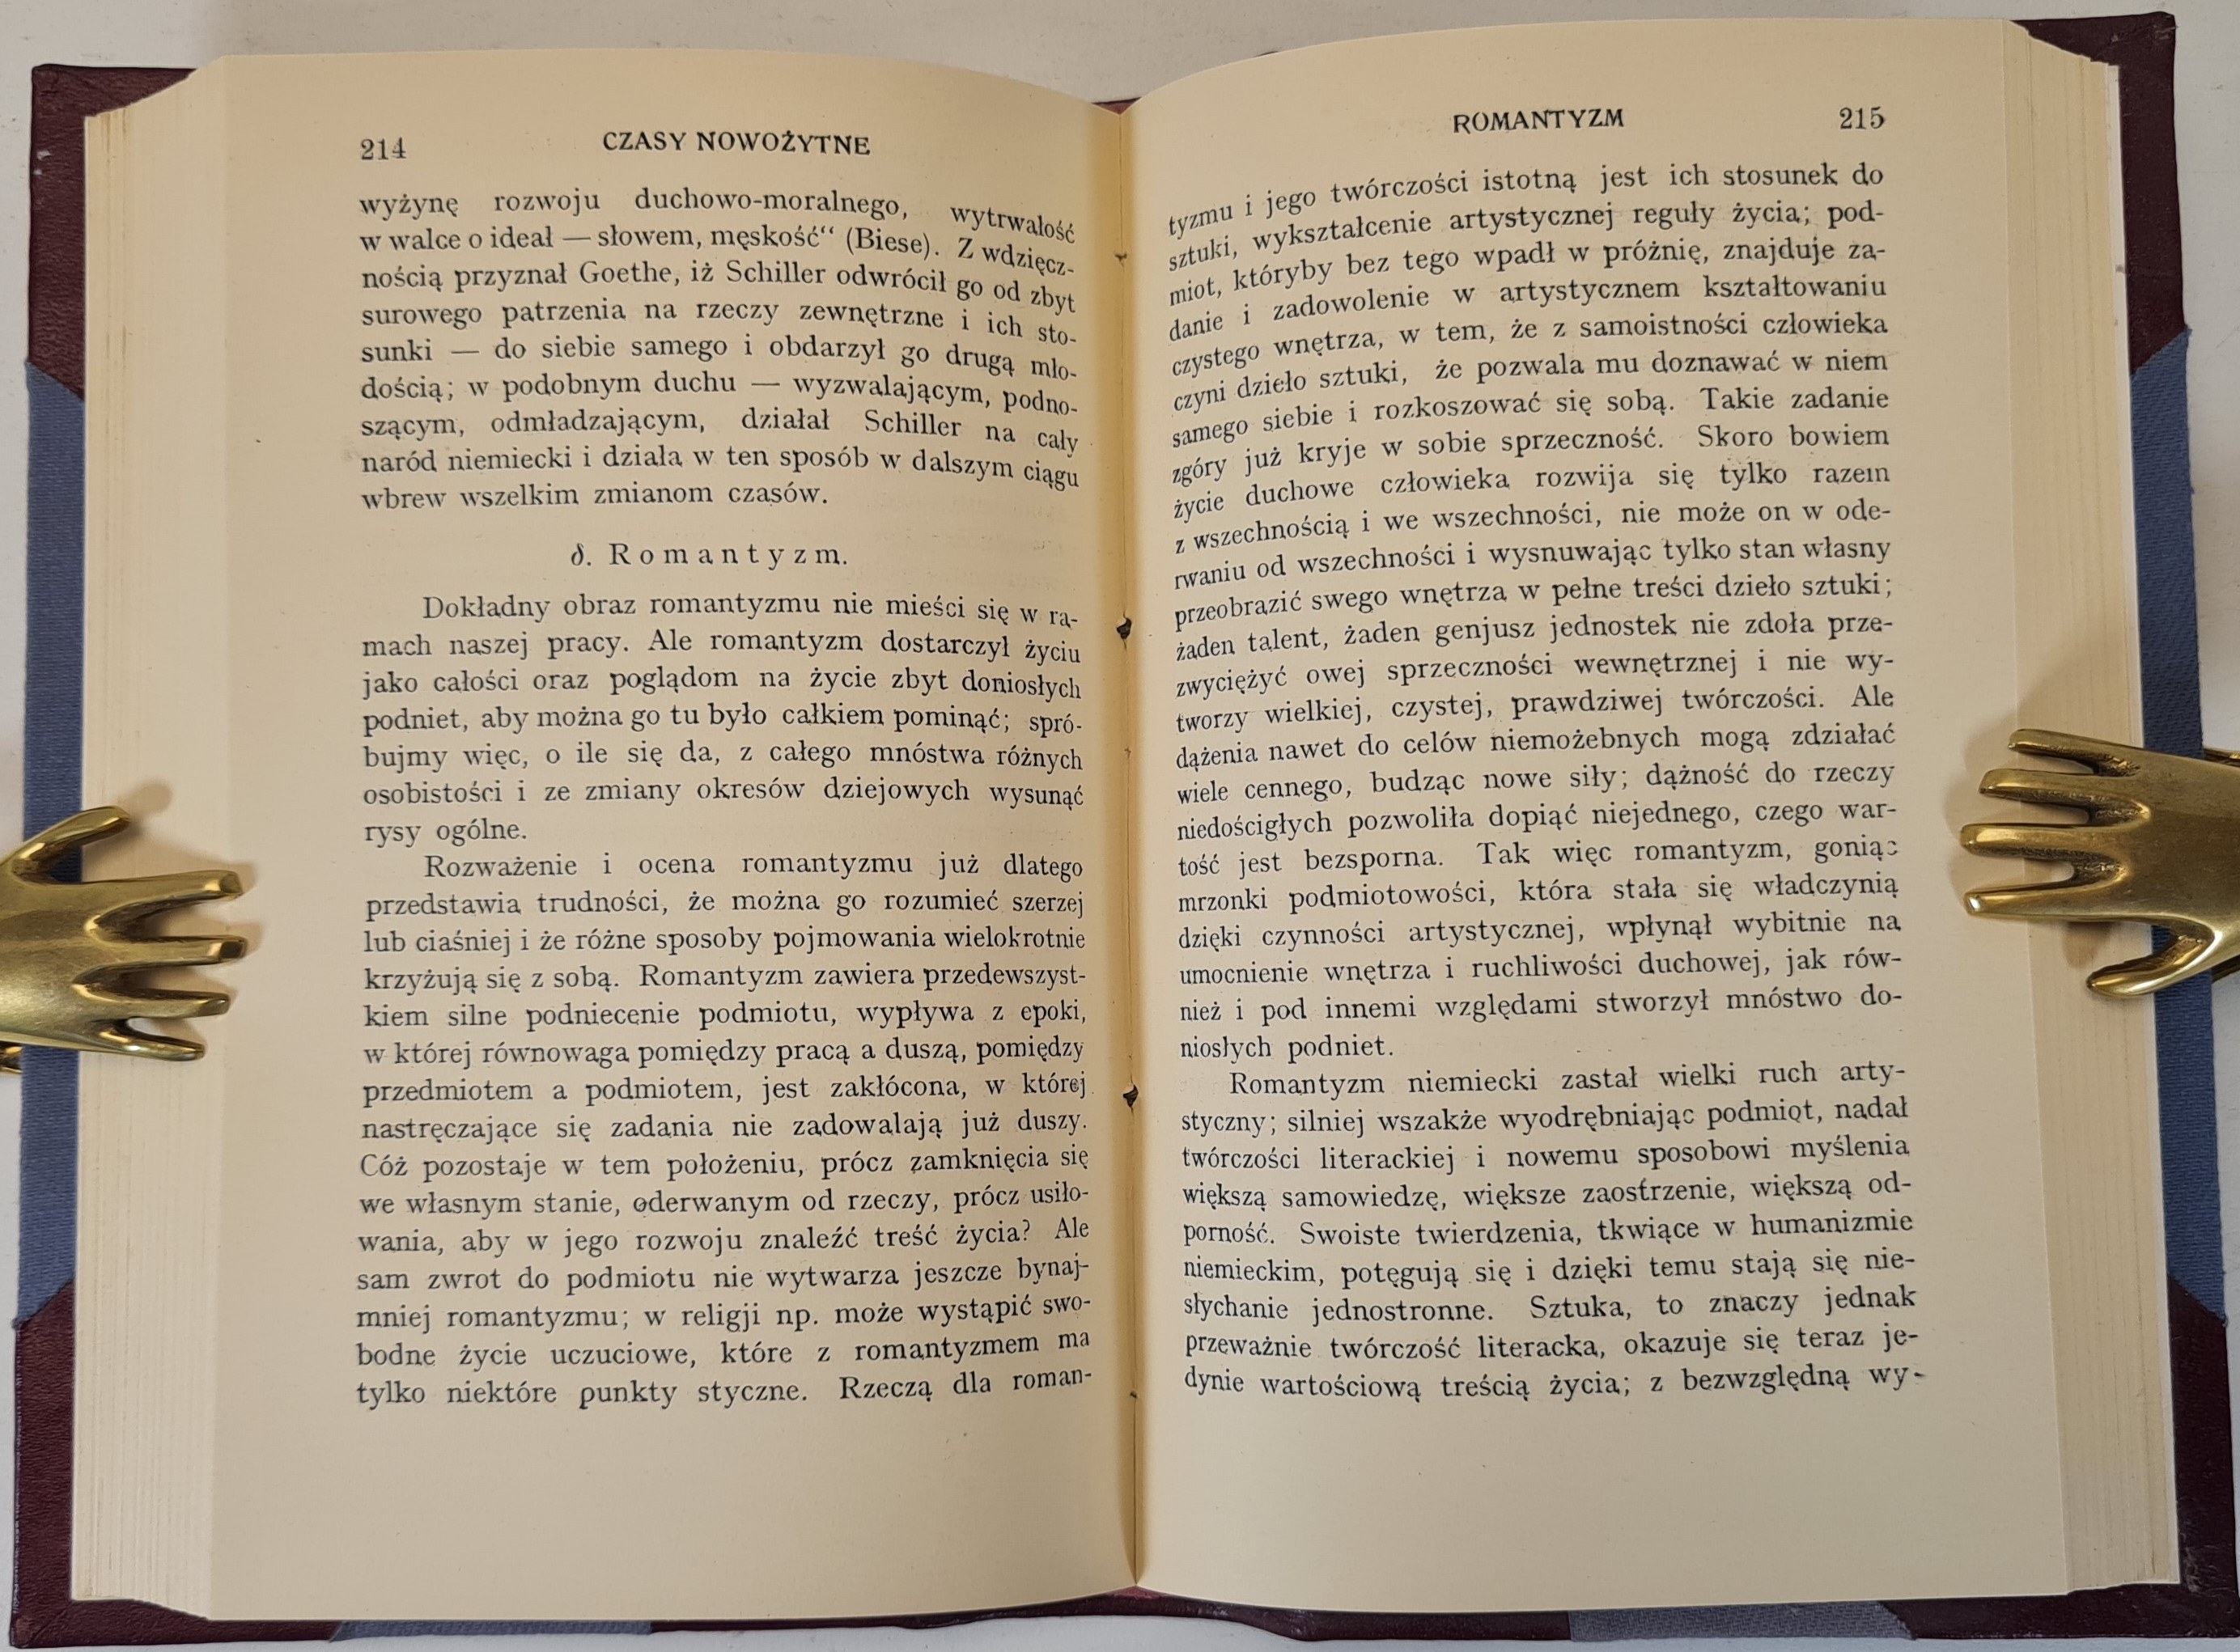 214
CZASY NOWOŻYTNE
wyżynę rozwoju duchowo-moralnego, wytrwałość
w walce o ideał — słowem, męskość“ (Biese). Z wdzięcz-
nością przyznał Goethe, iż Schiller odwrócił go od zbyt
surowego patrzenia na rzeczy zewnętrzne i ich sto-
sunki — do siebie samego i obdarzył go drugą mło-
dością; w podobnym duchu — wyzwalającym, podno-
szącym, odmładzającym, działał Schiller na cały
naród niemiecki i działa w ten sposób w dalszym ciągu
wbrew wszelkim zmianom czasów.
δ. Romantyzm.
Dokładny obraz romantyzmu nie mieści się w ra-
mach naszej pracy. Ale romantyzm dostarczył życiu
jako całości oraz poglądom na życie zbyt doniosłych
podniet, aby można go tu było całkiem pominąć; spró-
bujmy więc, o ile się da, z całego mnóstwa różnych
osobistości i ze zmiany okresów dziejowych wysunąć
rysy ogólne.
Rozważenie i ocena romantyzmu już dlatego
przedstawia trudności, że można go rozumieć szerzej
lub ciaśniej i że różne sposoby pojmowania wielokrotnie
krzyżują się z sobą. Romantyzm zawiera przedewszyst-
kiem silne podniecenie podmiotu, wypływa z epoki,
w której równowaga pomiędzy pracą a duszą, pomiędzy
przedmiotem a podmiotem, jest zakłócona, w której
nastręczające się zadania nie zadowalają już duszy.
Cóż pozostaje w tem położeniu, prócz zamknięcia się
we własnym stanie, oderwanym od rzeczy, prócz usiło-
wania, aby w jego rozwoju znaleźć treść życia? Ale
sam zwrot do podmiotu nie wytwarza jeszcze bynaj-
mniej romantyzmu; w religji np. może wystąpić swo-
bodne życie uczuciowe, które z romantyzmem ma
tylko niektóre punkty styczne. Rzeczą dla roman-
ROMANTYZM
215
tyzmu i jego twórczości istotną jest ich stosunek do
sztuki, wykształcenie artystycznej reguły życia; pod-
miot, któryby bez tego wpadł w próżnię, znajduje za-
danie i zadowolenie w artystycznem kształtowaniu
czystego wnętrza, w tem, że z samoistności człowieka
czyni dzieło sztuki, że pozwala mu doznawać w niem
samego siebie i rozkoszować się sobą. Takie zadanie
zgóry już kryje w sobie sprzeczność. Skoro bowiem
życie duchowe człowieka rozwija się tylko razem
z wszechnością i we wszechności, nie może on w ode-
rwaniu od wszechności i wysnuwając tylko stan własny
przeobrazić swego wnętrza w pełne treści dzieło sztuki;
żaden talent, żaden genjusz jednostek nie zdoła prze-
zwyciężyć owej sprzeczności wewnętrznej i nie wy-
tworzy wielkiej, czystej, prawdziwej twórczości. Ale
dążenia nawet do celów niemożebnych mogą zdziałać
wiele cennego, budząc nowe siły; dążność do rzeczy
niedościgłych pozwoliła dopiąć niejednego, czego war-
tość jest bezsporna. Tak więc romantyzm, goniąc
mrzonki podmiotowości, która stała się władczynią
dzięki czynności artystycznej, wpłynął wybitnie na
umocnienie wnętrza i ruchliwości duchowej, jak rów-
nież i pod innemi względami stworzył mnóstwo do-
niosłych podniet.
Romantyzm niemiecki zastał wielki ruch arty-
styczny; silniej wszakże wyodrębniając podmiot, nadał
twórczości literackiej i nowemu sposobowi myślenia
większą samowiedzę, większe zaostrzenie, większą od-
porność. Swoiste twierdzenia, tkwiące w humanizmie
niemieckim, potęgują się i dzięki temu stają się nie-
słychanie jednostronne. Sztuka, to znaczy jednak
przeważnie twórczość literacka, okazuje się teraz je-
dynie wartościową treścią życia; z bezwzględną wy-